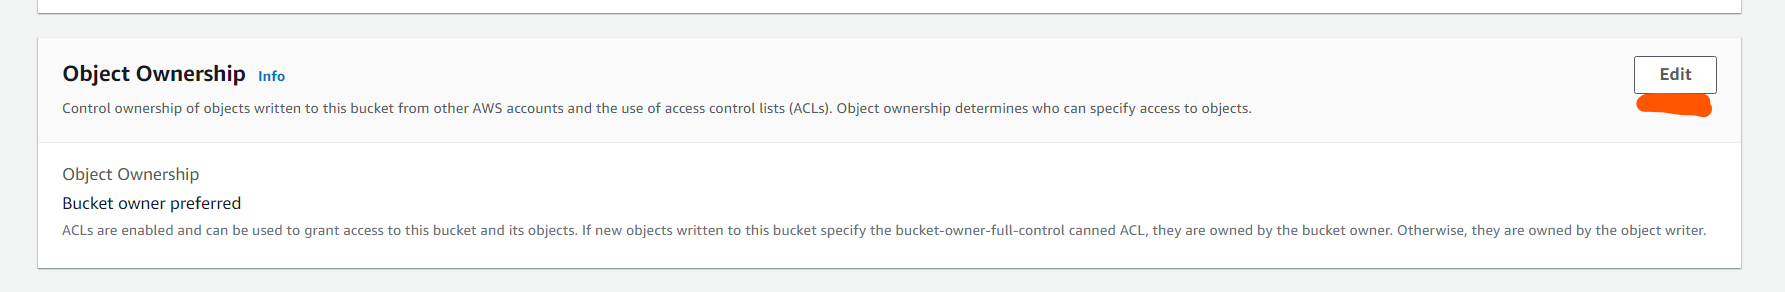 Object Ownership Info
Edit
Control ownership of objects written to this bucket from other AWS accounts and the use of access control lists (ACLs). Object ownership determines who can specify access to objects.
Object Ownership
Bucket owner preferred
ACLs are enabled and can be used to grant access to this bucket and its objects. If new objects written to this bucket specify the bucket-owner-full-control canned ACL, they are owned by the bucket owner. Otherwise, they are owned by the object writer.